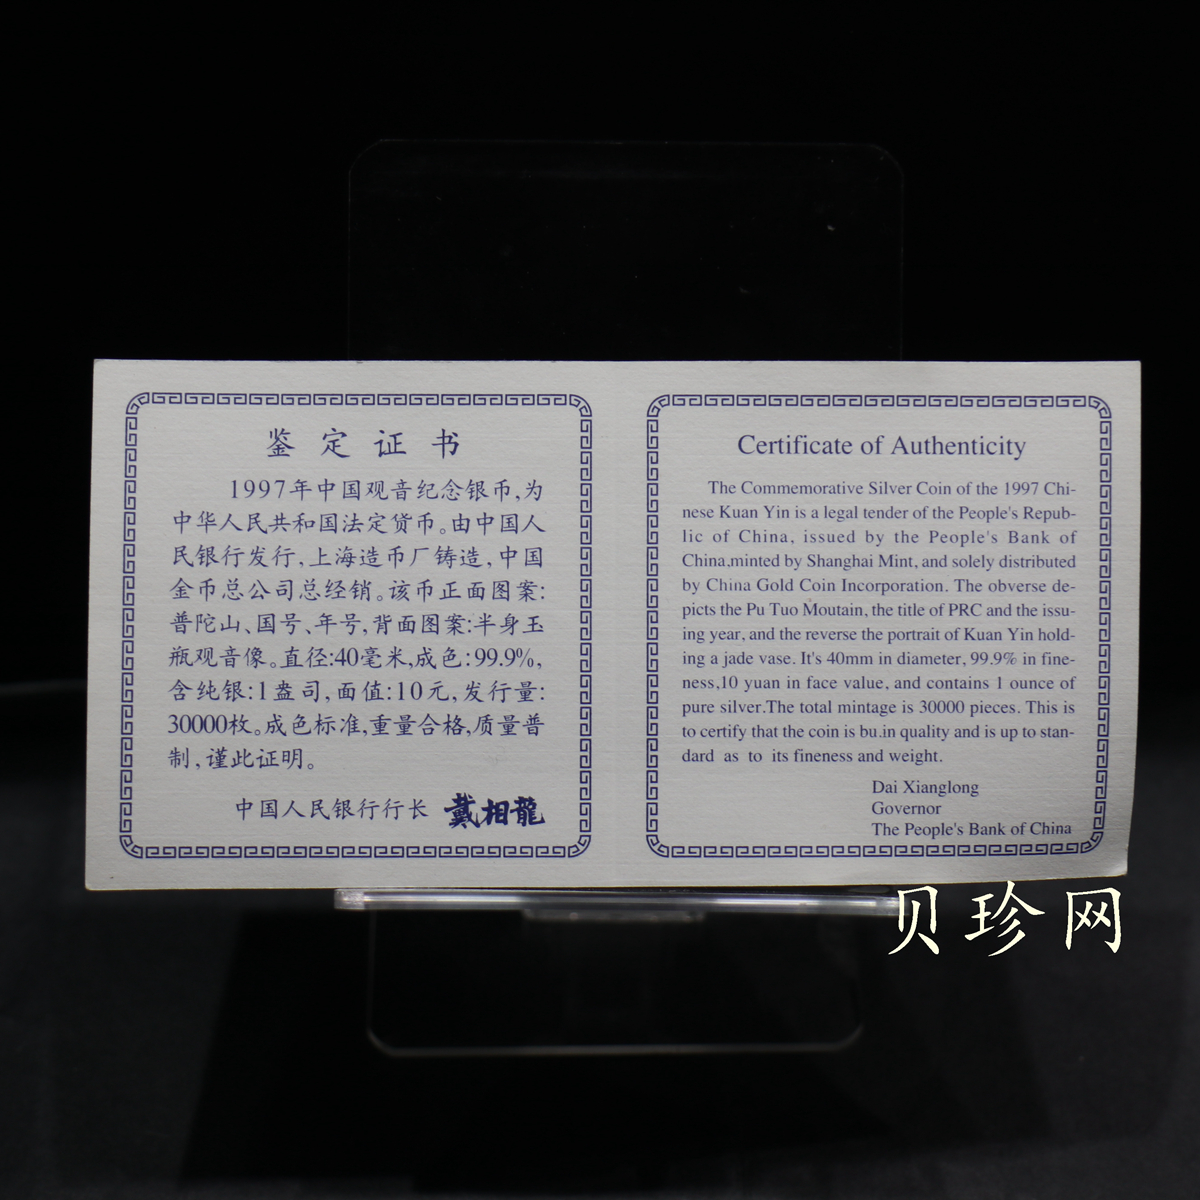 鉴定证书
1997年中国观音纪念银币,为
中华人民共和国法定货币。由中国人
民银行发行,上海造币厂铸造,中国
金币总公司总经销。该币正面图案:
普陀山、国号、年号,背面图案:半身玉
瓶观音像。直径:40毫米,成色:99.9%,
含纯银:1盎司,面值:10元,发行量:
30000枚。成色标准,重量合格,质量普
制,谨此证明。
中国人民银行行长 戴相龍
Certificate of Authenticity
The Commemorative Silver Coin of the 1997 Chi-
nese Kuan Yin is a legal tender of the People's Repub-
lic of China, issued by the People's Bank of
China,minted by Shanghai Mint, and solely distributed
by China Gold Coin Incorporation. The obverse de-
picts the Pu Tuo Moutain, the title of PRC and the issu-
ing year, and the reverse the portrait of Kuan Yin hold-
ing a jade vase. It's 40mm in diameter, 99.9% in fine-
ness,10 yuan in face value, and contains 1 ounce of
pure silver.The total mintage is 30000 pieces. This is
to certify that the coin is bu.in quality and is up to stan-
dard as to its fineness and weight.
Dai Xianglong
Governor
The People's Bank of China
贝珍网